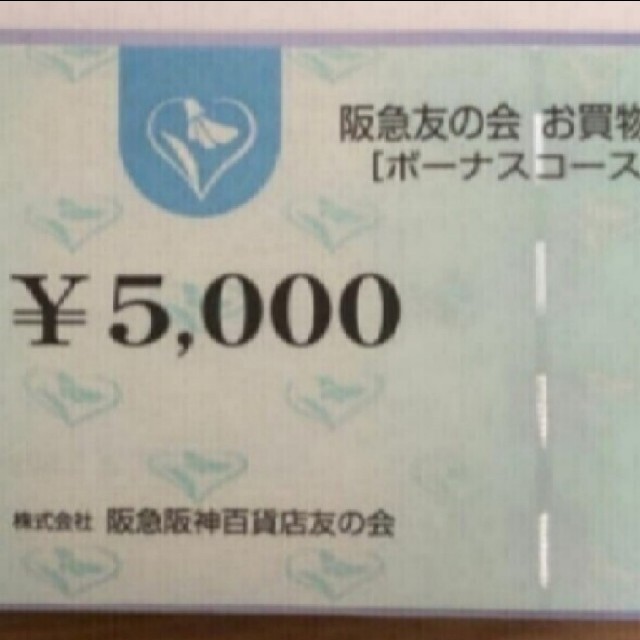 阪急友の会 お買物
[ボーナスコース
¥5,000
株式会社 阪急阪神百貨店友の会